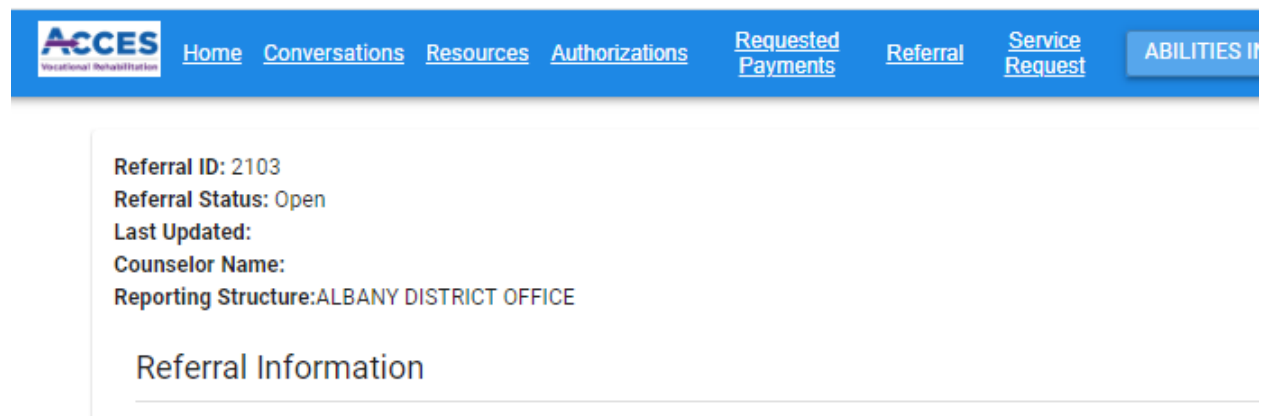 ACCES
Vocational Rehabilitation
Home Conversations Resources Authorizations Requested Payments Referral Service Request ABILITIES
Referral ID: 2103
Referral Status: Open
Last Updated:
Counselor Name:
Reporting Structure:ALBANY DISTRICT OFFICE
Referral Information